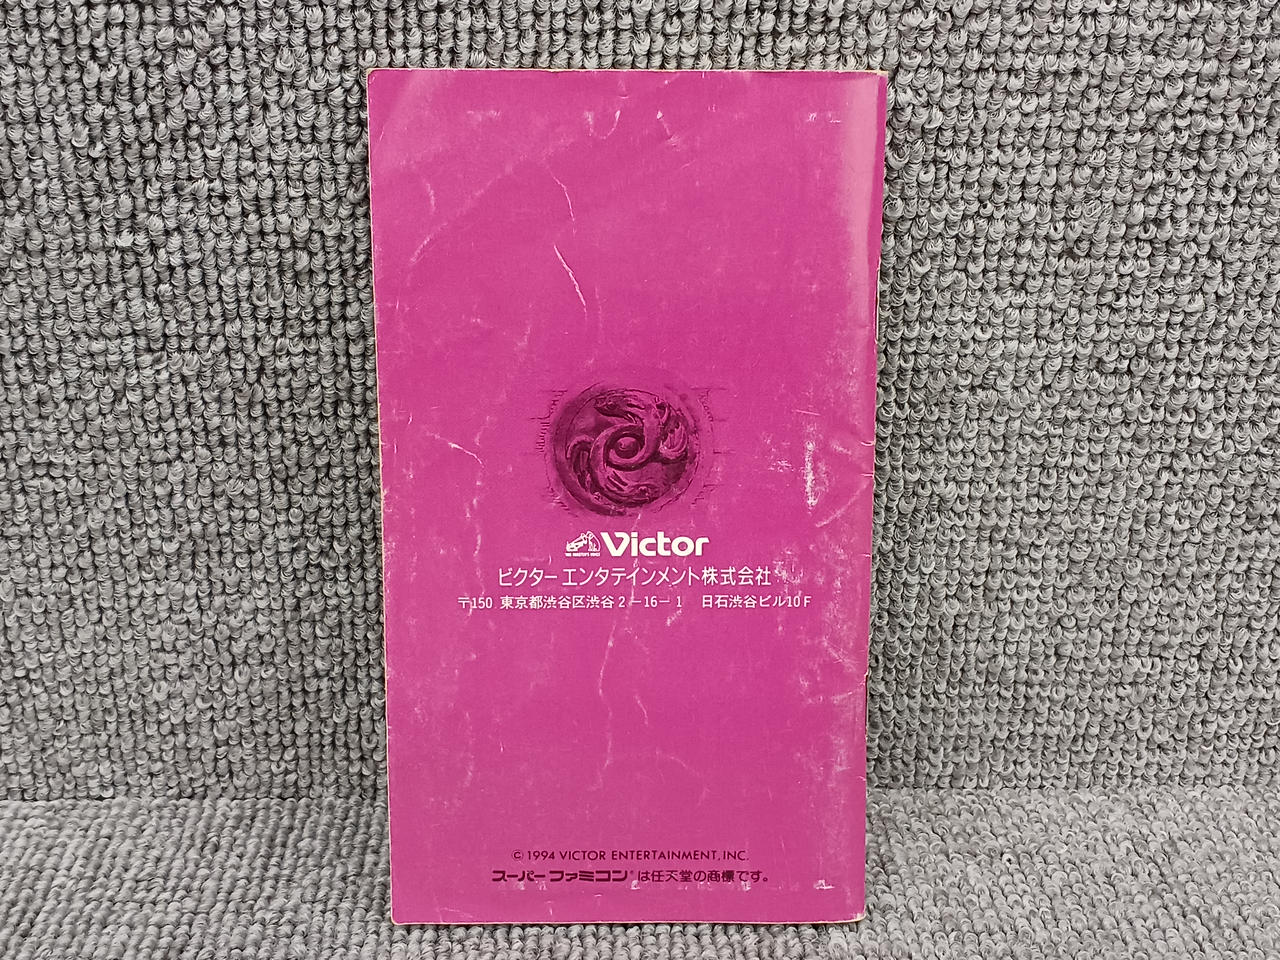 HIS MASTER'S VOICE
Victor
ビクター エンタテインメント株式会社
〒150 東京都渋谷区渋谷2-16-1 日石渋谷ビル10F
© 1994 VICTOR ENTERTAINMENT, INC.
スーパーファミコン®は任天堂の商標です。